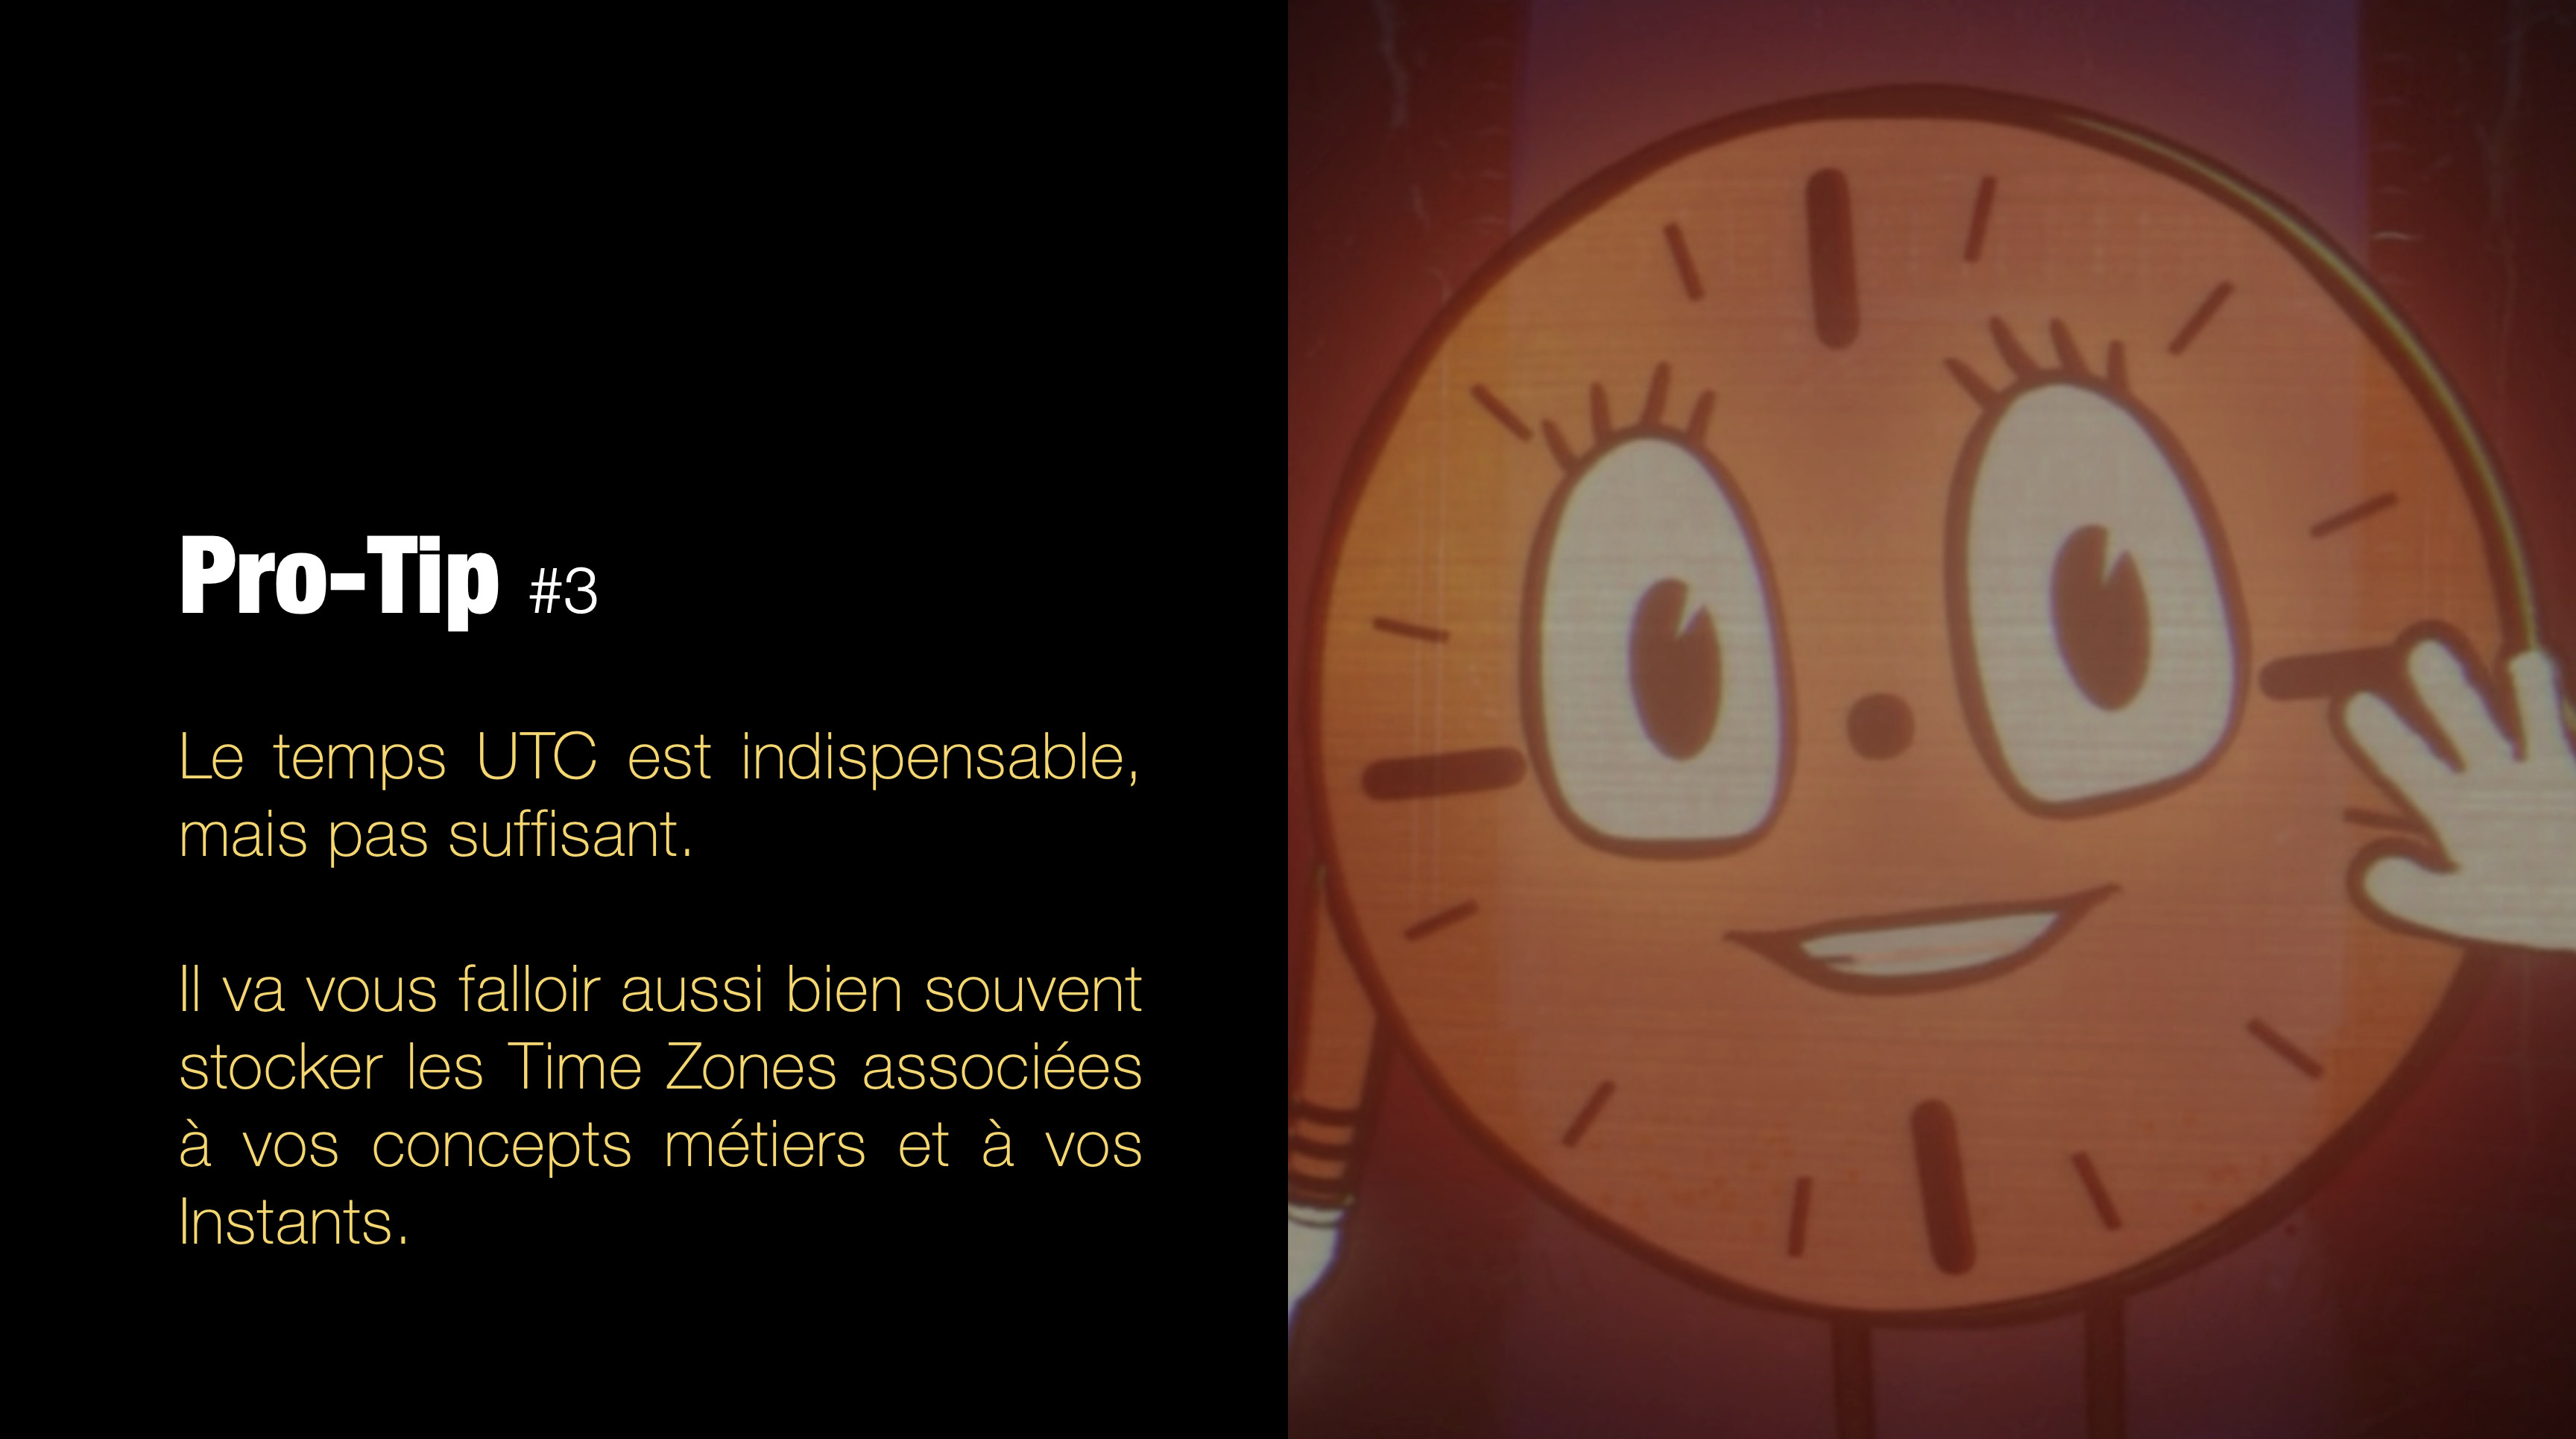 Pro-Tip #3
Le temps UTC est indispensable,
mais pas suffisant.
Il va vous falloir aussi bien souvent
stocker les Time Zones associées
à vos concepts métiers et à vos
Instants.